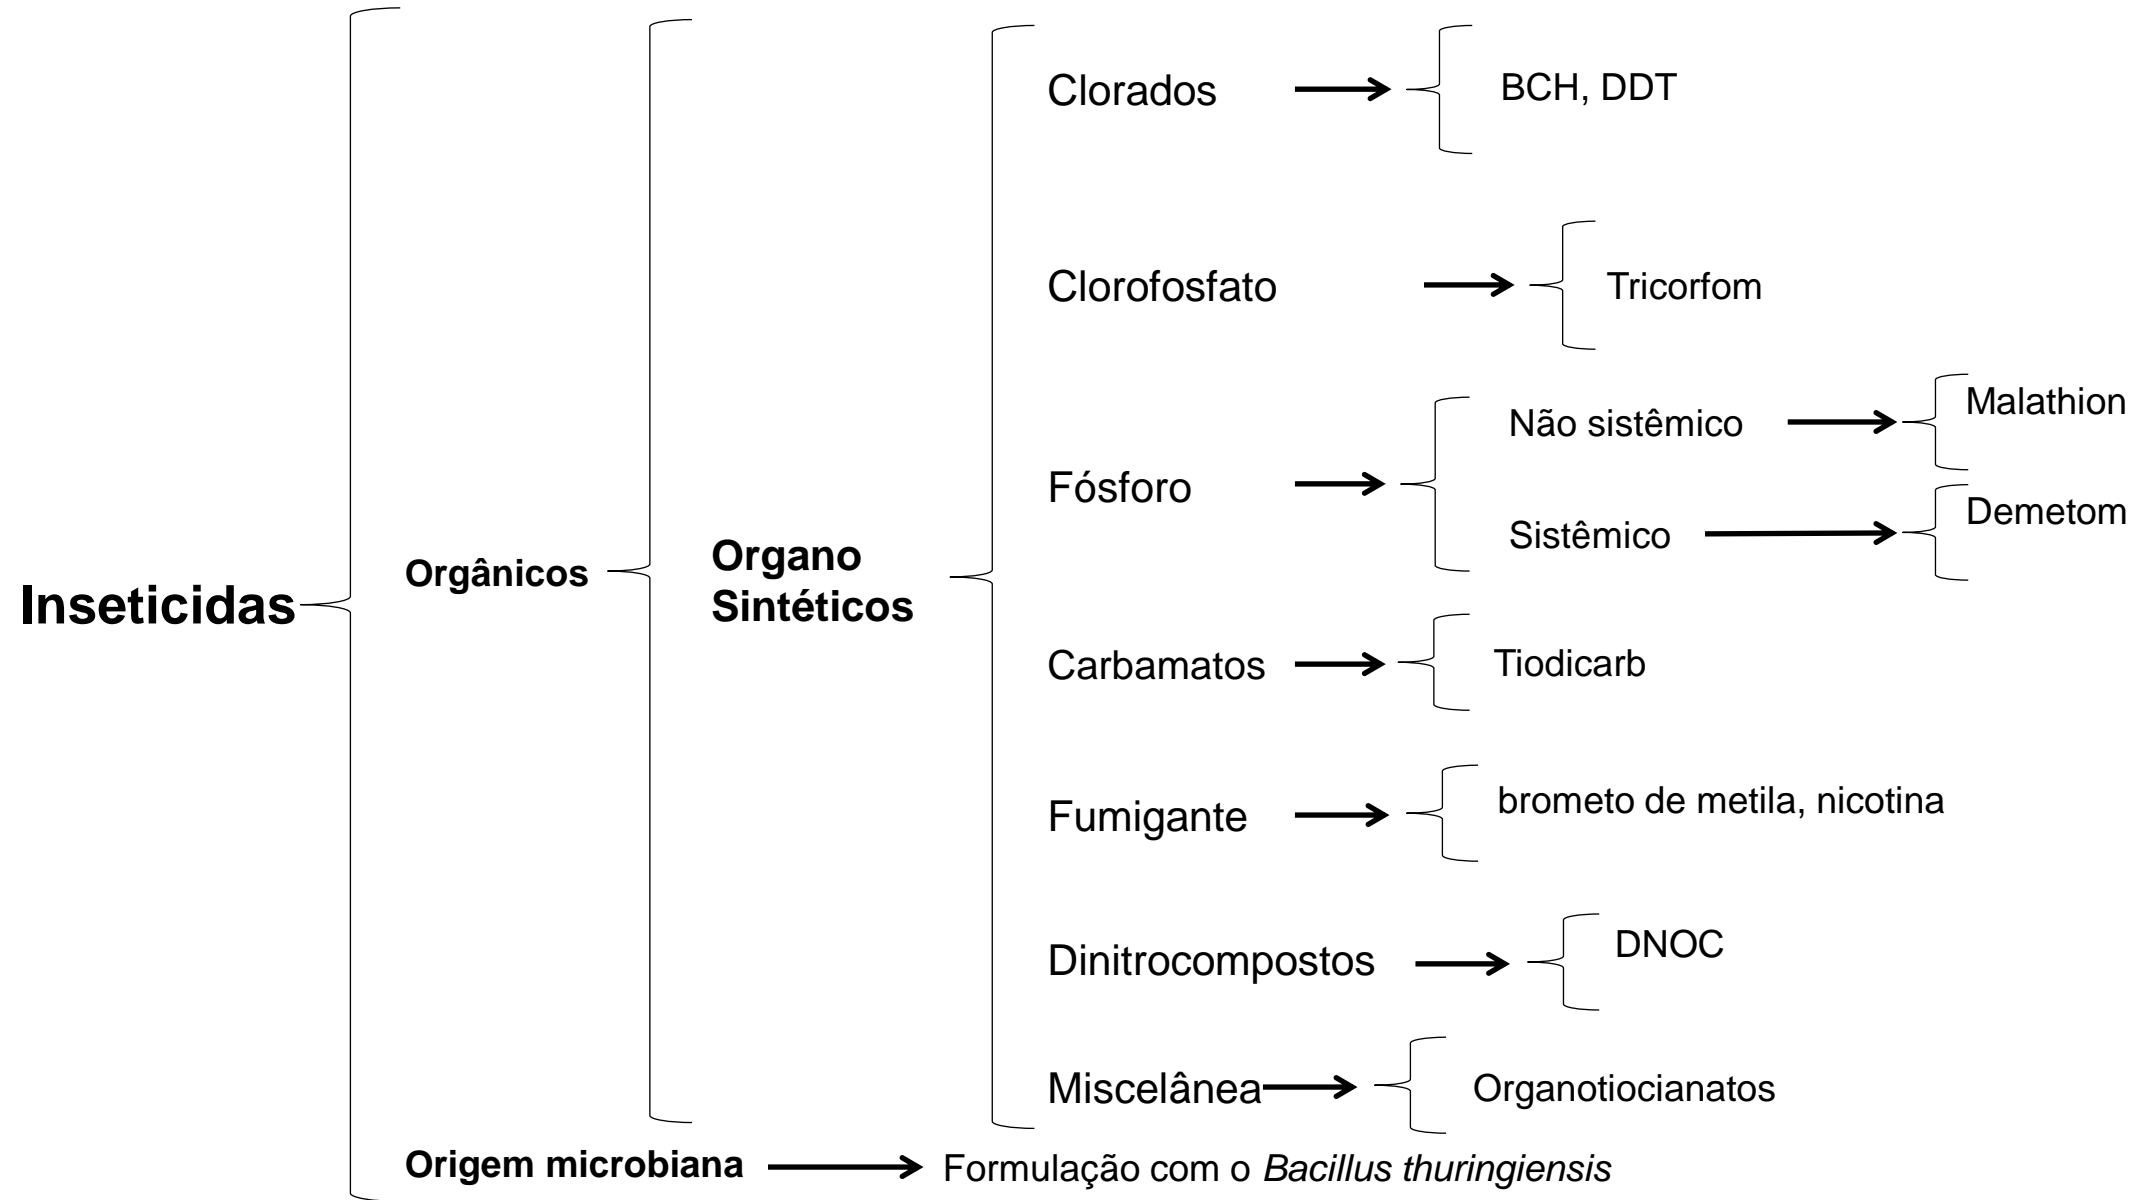 Inseticidas
Orgânicos
Organo
Sintéticos
Clorados
BCH, DDT
Clorofosfato
Tricorfom
Fósforo
Não sistêmico
Malathion
Sistêmico
Demetom
Carbamatos
Tiodicarb
Fumigante
brometo de metila, nicotina
Dinitrocompostos
DNOC
Miscelânea
Organotiocianatos
Origem microbiana
Formulação com o Bacillus thuringiensis